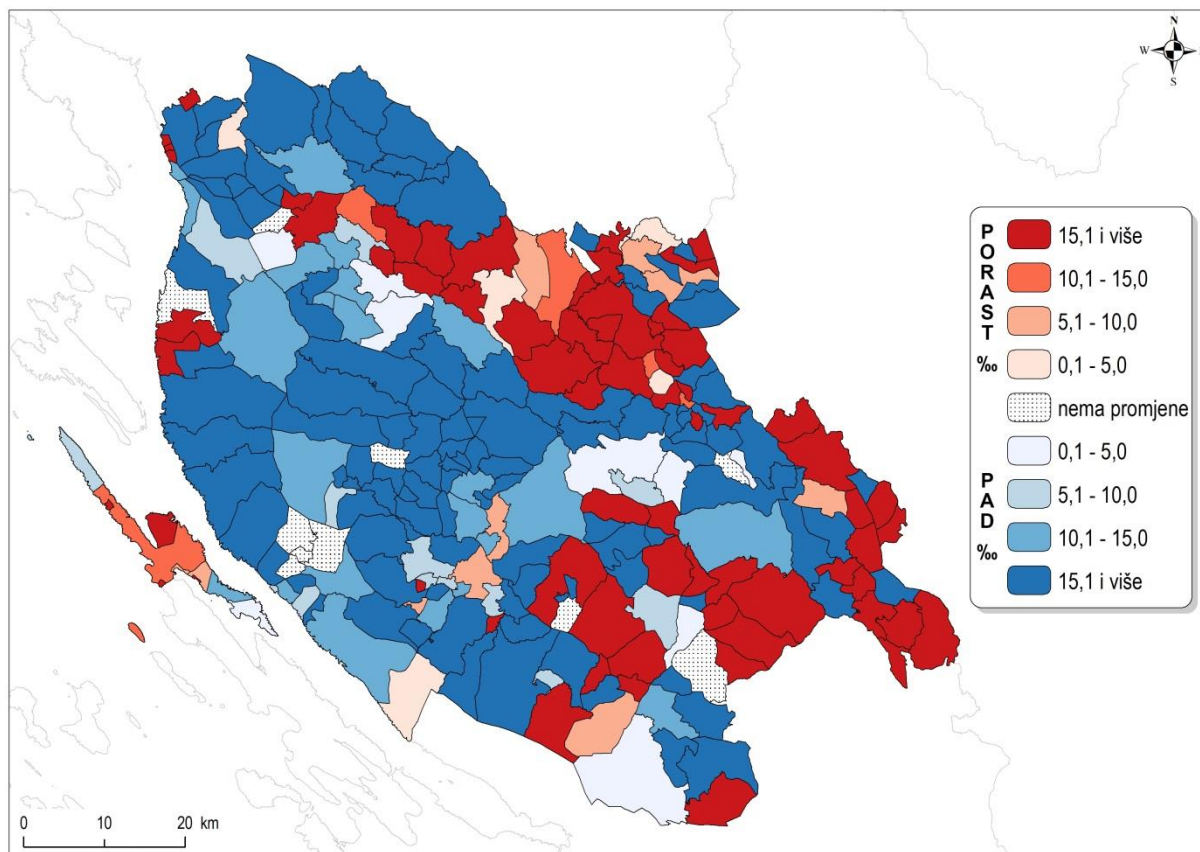 N
W
S
P
O
R
A
S
T
‰
15,1 i više
10,1 - 15,0
5,1 - 10,0
0,1 - 5,0
nema promjene
P
A
D
‰
0,1 - 5,0
5,1 - 10,0
10,1 - 15,0
15,1 i više
0 10 20 km